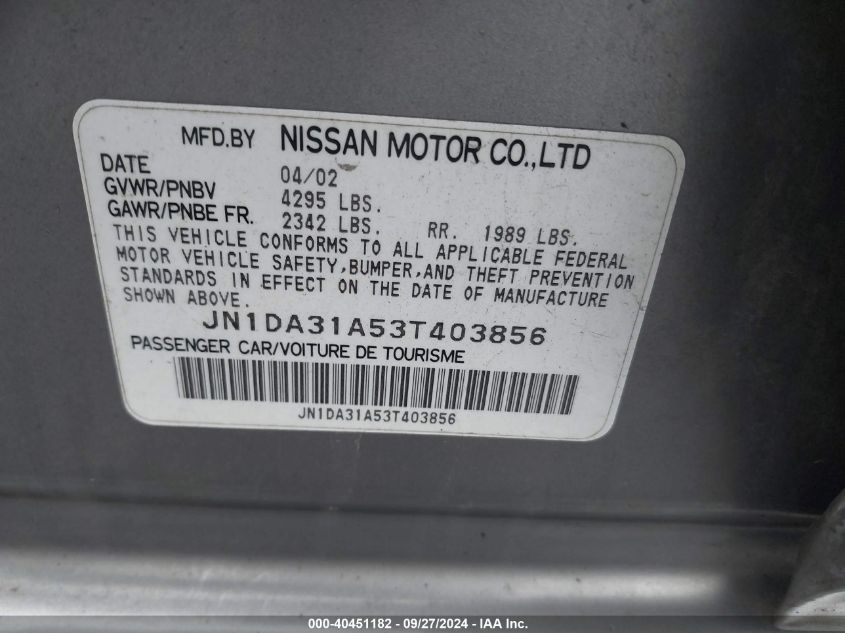 MFD.BY NISSAN MOTOR CO.,LTD
DATE 04/02
GVWR/PNBV 4295 LBS.
GAWR/PNBE FR. 2342 LBS. RR. 1989 LBS.
THIS VEHICLE CONFORMS TO ALL APPLICABLE FEDERAL
MOTOR VEHICLE SAFETY,BUMPER,AND THEFT PREVENTION
STANDARDS IN EFFECT ON THE DATE OF MANUFACTURE
SHOWN ABOVE.
JN1DA31A53T403856
PASSENGER CAR/VOITURE DE TOURISME
JN1DA31A53T403856
000-40451182 - 09/27/2024 - IAA Inc.